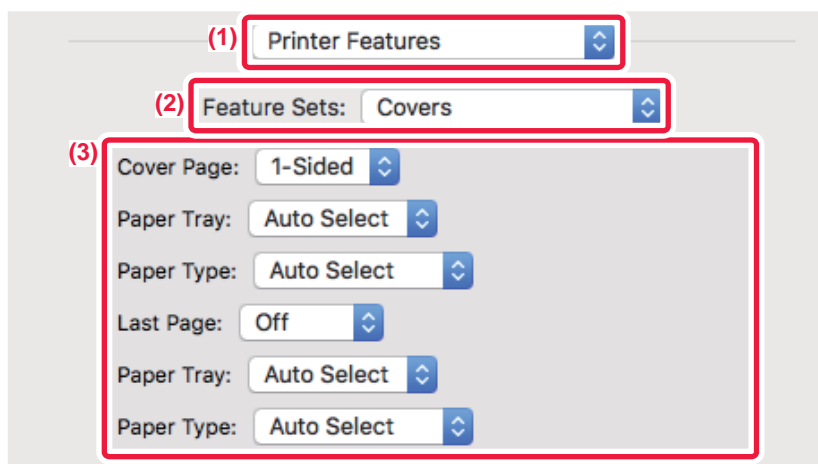 (1) Printer Features
(2) Feature Sets: Covers
(3)
Cover Page: 1-Sided
Paper Tray: Auto Select
Paper Type: Auto Select
Last Page: Off
Paper Tray: Auto Select
Paper Type: Auto Select